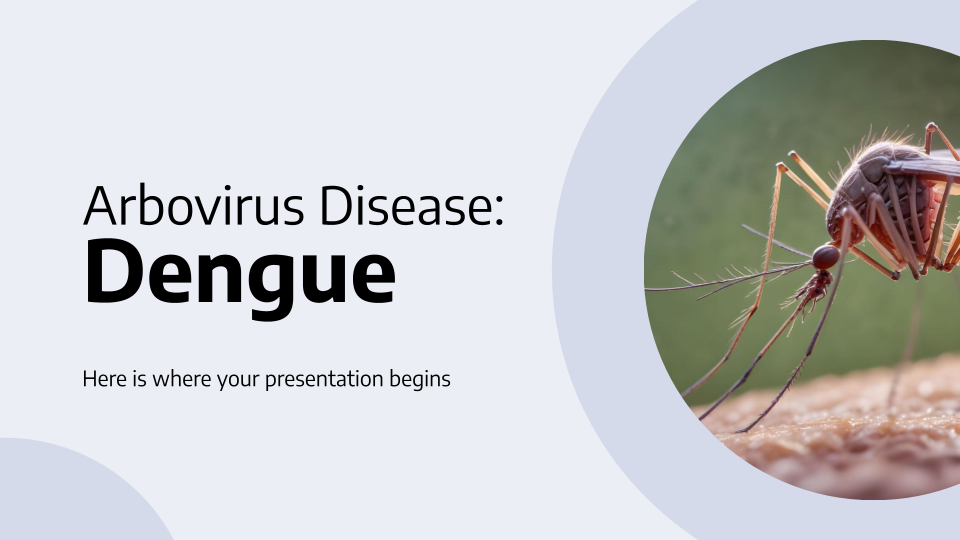 Arbovirus Disease:
Dengue
Here is where your presentation begins